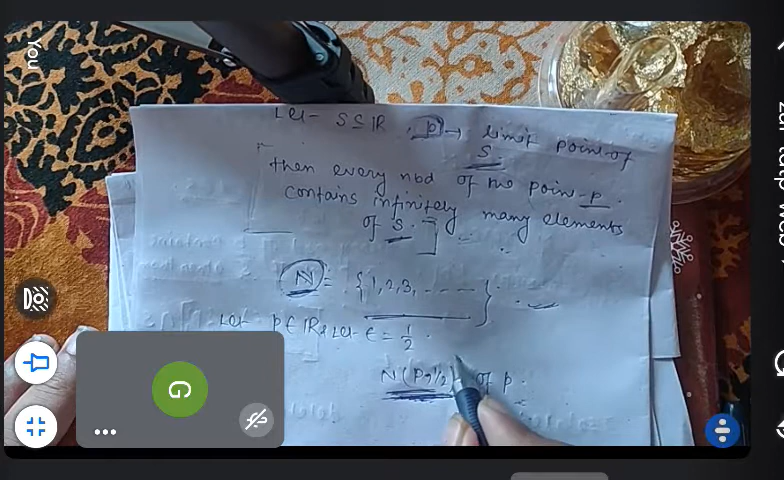 You
Let S ⊆ ℝ, p → limit point of S.
[then every nbd of the point p.
contains infinitely many elements
of S.]
N = {1, 2, 3, ......}
Let p ∈ ℝ & Let ε = 1/2.
N(p, 1/2) of p.
G